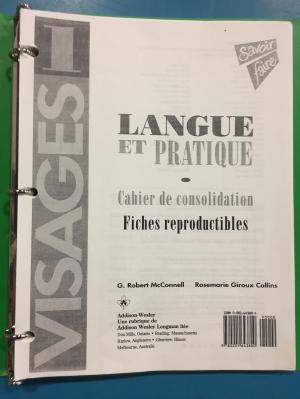 VISAGES 1
savoir
faire
LANGUE
ET PRATIQUE
Cahier de consolidation
Fiches reproductibles
G. Robert McConnell Rosemarie Giroux Collins
Addison-Wesley
Une rubrique de
Addison Wesley Longman ltée
Don Mills, Ontario • Reading, Massachusetts
Harlow, Angleterre • Glenview, Illinois
Melbourne, Australie